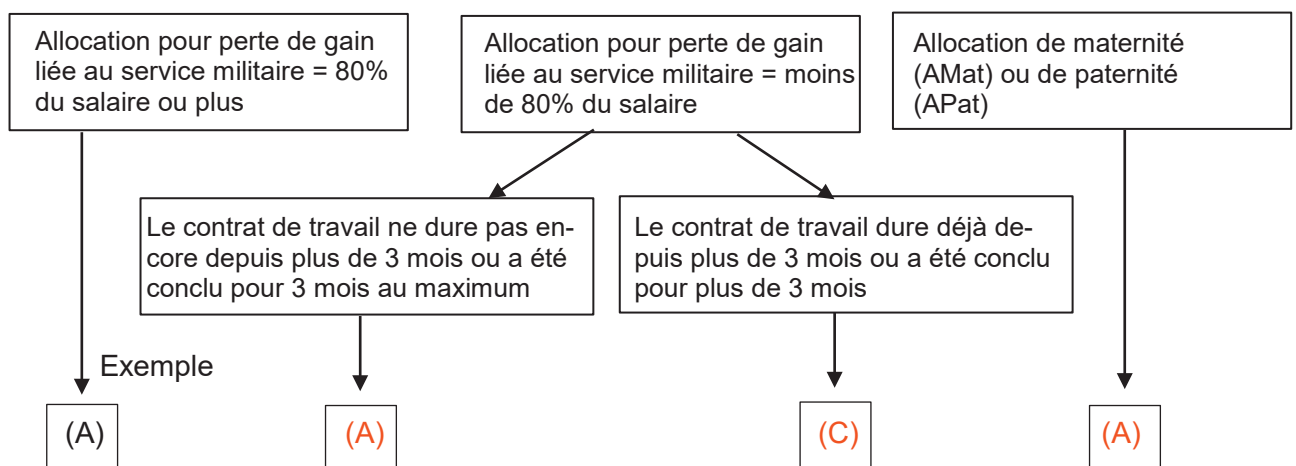 Allocation pour perte de gain
liée au service militaire = 80%
du salaire ou plus
Allocation pour perte de gain
liée au service militaire = moins
de 80% du salaire
Allocation de maternité
(AMat) ou de paternité
(APat)
Le contrat de travail ne dure pas en-
core depuis plus de 3 mois ou a été
conclu pour 3 mois au maximum
Le contrat de travail dure déjà de-
puis plus de 3 mois ou a été conclu
pour plus de 3 mois
Exemple
(A)
(A)
(C)
(A)